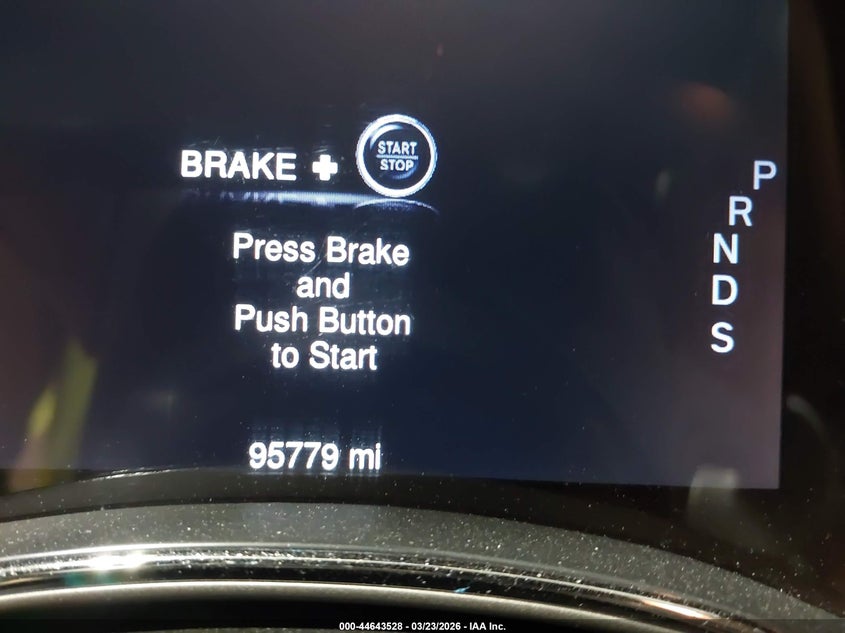 BRAKE + START STOP
Press Brake
and
Push Button
to Start
95779 mi
P
R
N
D
S
000-44643528 - 03/23/2026 - IAA Inc.